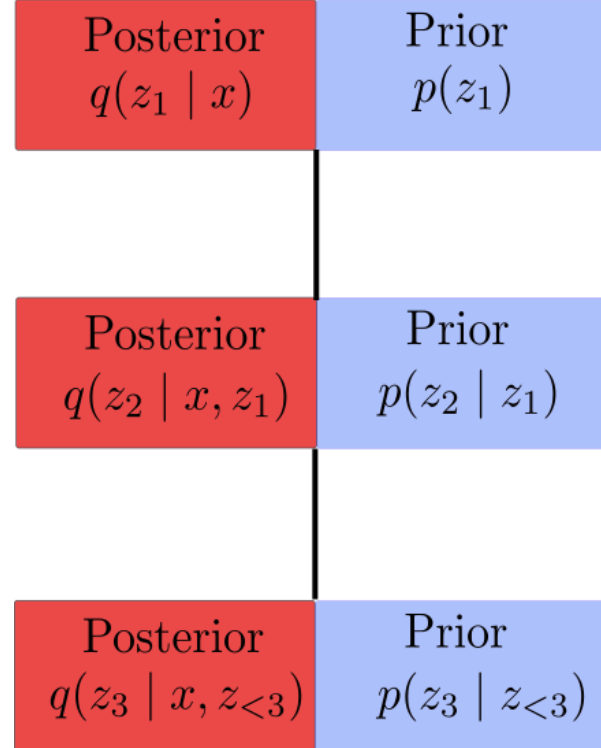 Posterior Prior
q(z₁ | x) p(z₁)
Posterior Prior
q(z₂ | x, z₁) p(z₂ | z₁)
Posterior Prior
q(z₃ | x, z<₃) p(z₃ | z<₃)